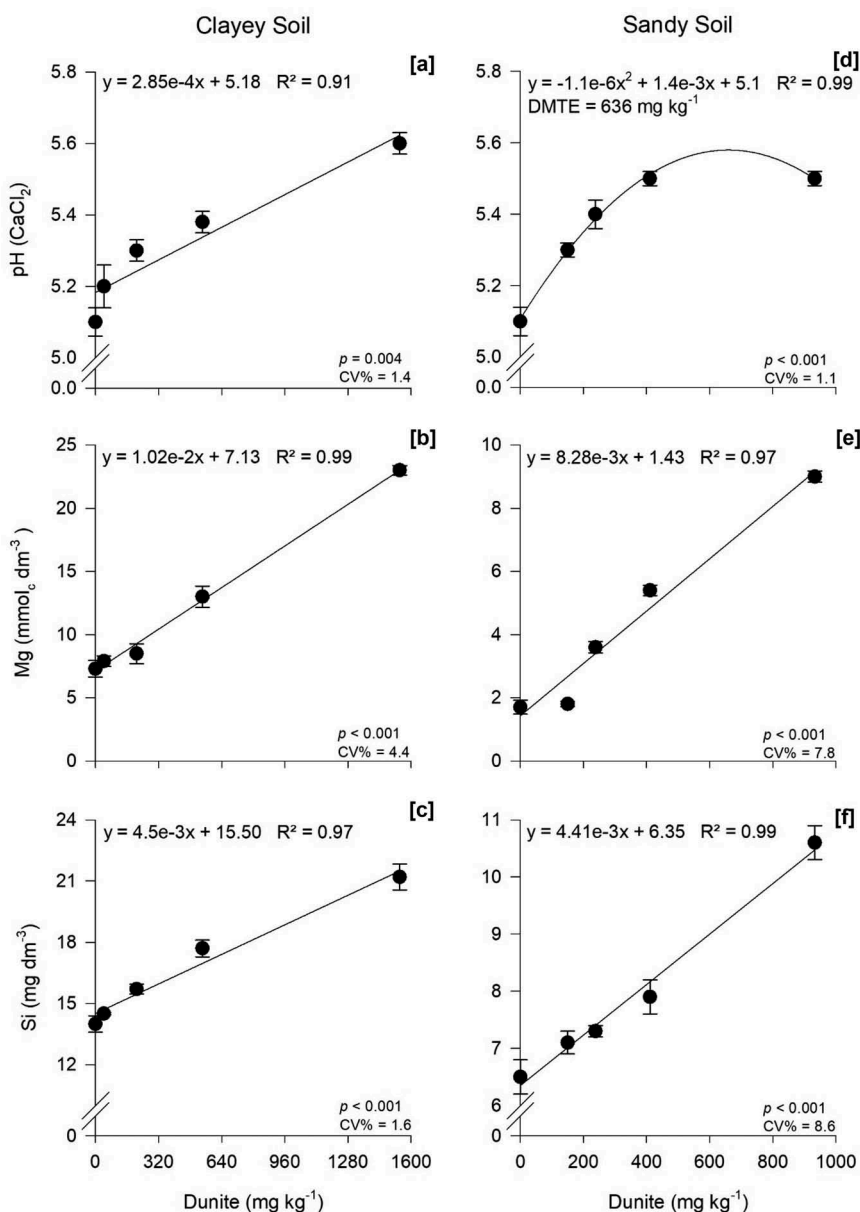 Clayey Soil
Sandy Soil
[a]
y = 2.85e-4x + 5.18 R² = 0.91
5.8
5.6
5.4
5.2
5.0
0.0
pH (CaCl₂)
p = 0.004
CV% = 1.4
[d]
y = -1.1e-6x² + 1.4e-3x + 5.1 R² = 0.99
DMTE = 636 mg kg⁻¹
5.8
5.6
5.4
5.2
5.0
0.0
p < 0.001
CV% = 1.1
[b]
y = 1.02e-2x + 7.13 R² = 0.99
25
23
20
18
15
13
10
8
5
3
0
Mg (mmol_c dm⁻³)
p < 0.001
CV% = 4.4
[e]
y = 8.28e-3x + 1.43 R² = 0.97
10
8
6
4
2
0
p < 0.001
CV% = 7.8
[c]
y = 4.5e-3x + 15.50 R² = 0.97
24
21
18
15
12
0
Si (mg dm⁻³)
p < 0.001
CV% = 1.6
0 320 640 960 1280 1600
Dunite (mg kg⁻¹)
[f]
y = 4.41e-3x + 6.35 R² = 0.99
11
10
9
8
7
6
0
p < 0.001
CV% = 8.6
0 200 400 600 800 1000
Dunite (mg kg⁻¹)